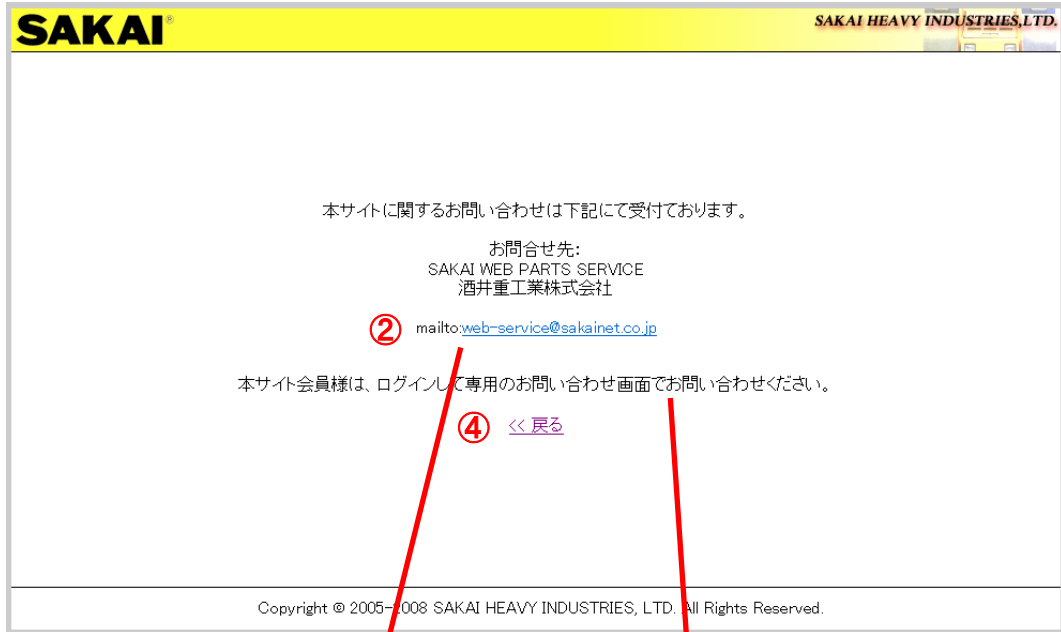 SAKAI®
SAKAI HEAVY INDUSTRIES,LTD.
本サイトに関するお問い合わせは下記にて受付ております。
お問合せ先:
SAKAI WEB PARTS SERVICE
酒井重工業株式会社
② mailto:web-service@sakainet.co.jp
本サイト会員様は、ログインして専用のお問い合わせ画面でお問い合わせください。
④ << 戻る
Copyright © 2005-2008 SAKAI HEAVY INDUSTRIES, LTD. All Rights Reserved.